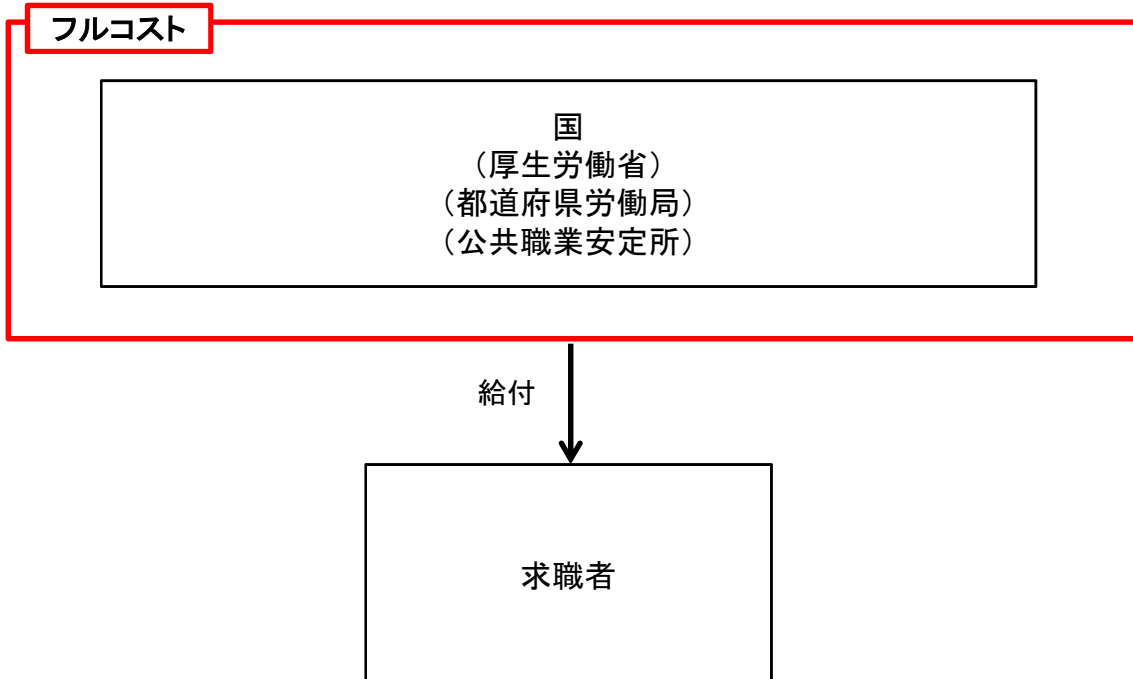 フルコスト
国
（厚生労働省）
（都道府県労働局）
（公共職業安定所）
給付
求職者